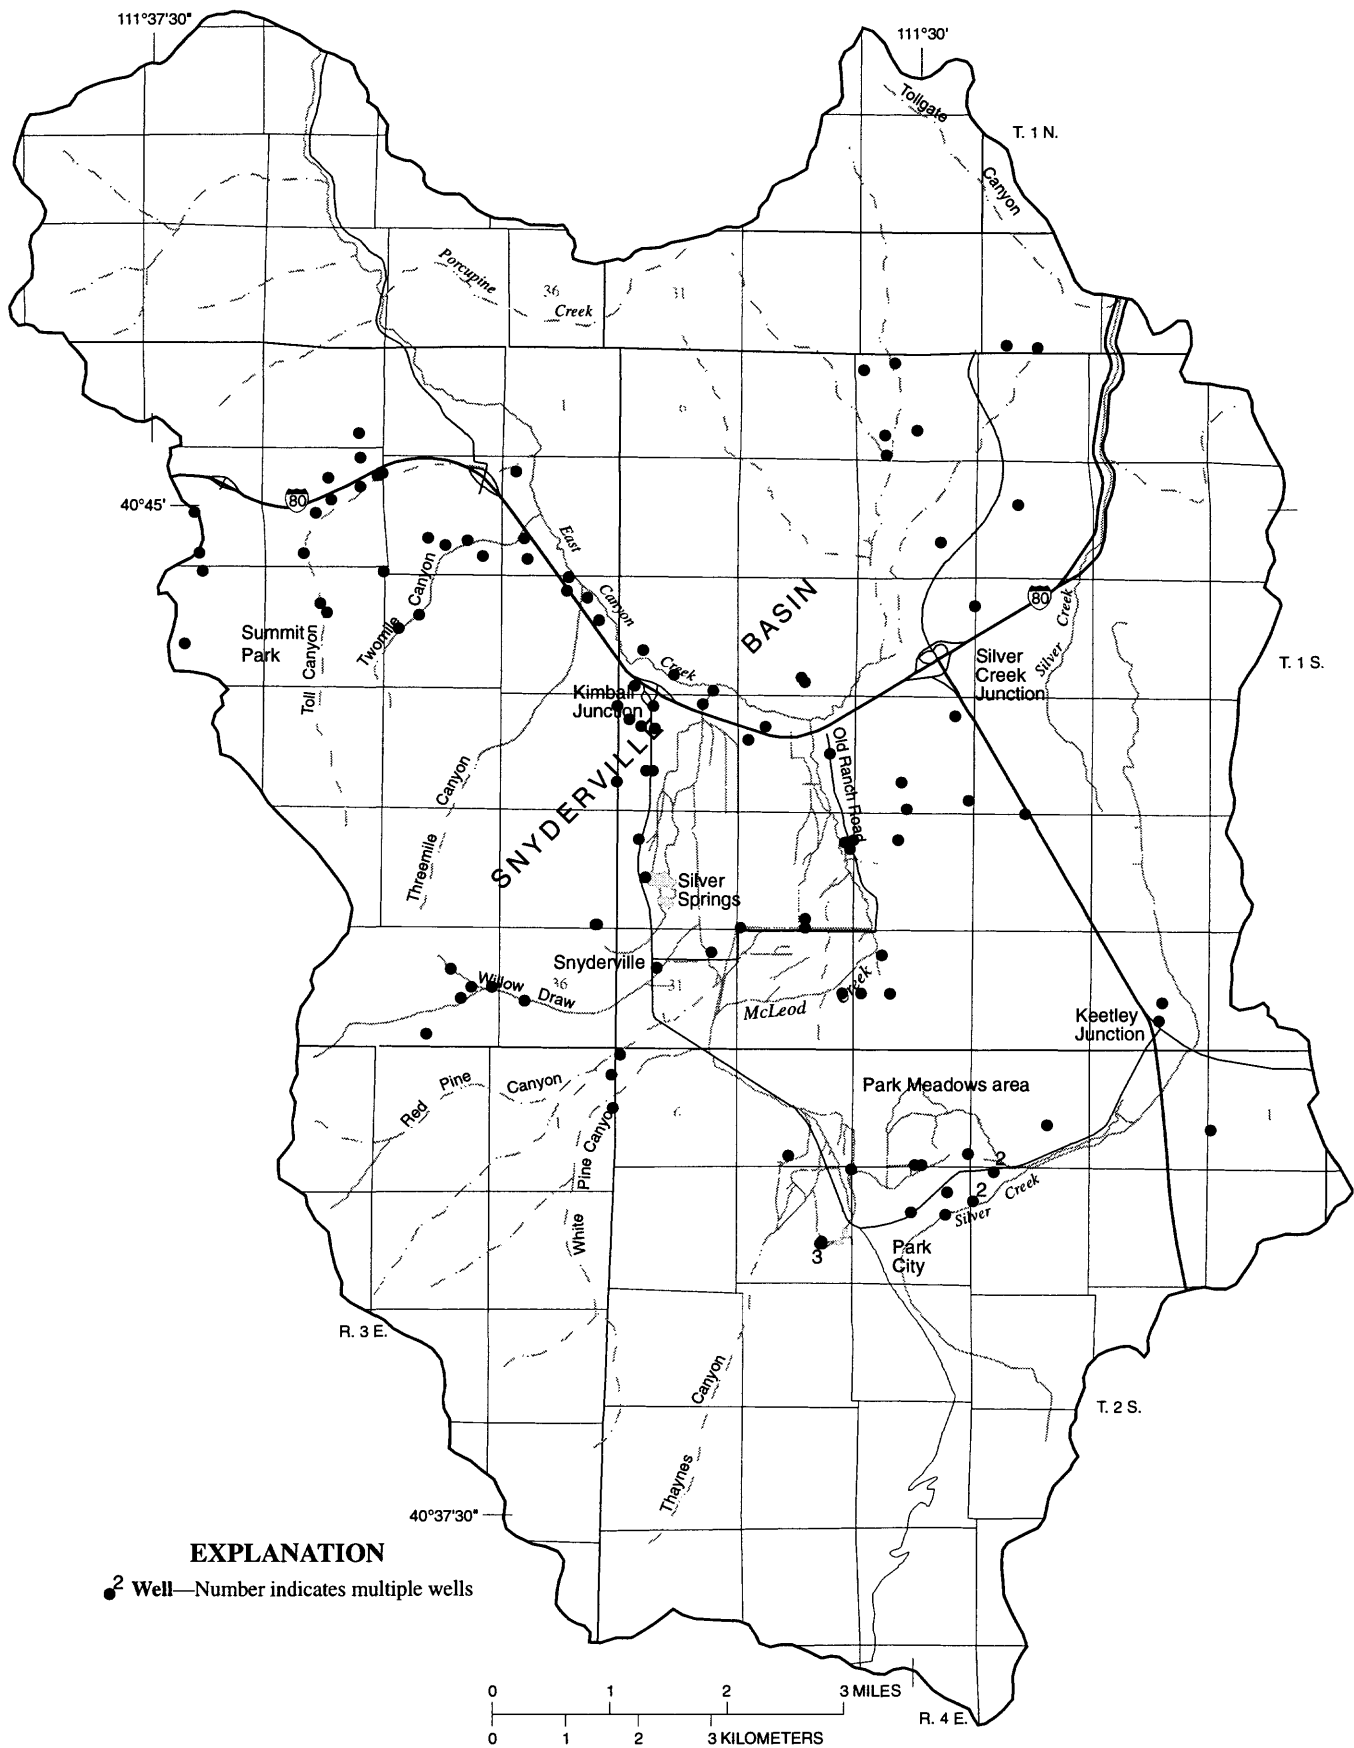 111°37'30"
111°30'
Tollgate
Canyon
T. 1 N.
Porcupine
Creek
36
31
1
6
80
40°45'
East
Canyon
Creek
Twomile
Canyon
Summit
Park
Toll Canyon
BASIN
80
Silver Creek
Silver
Creek
Junction
T. 1 S.
Kimball
Junction
SNYDERVILLE
Old Ranch Road
Threemile Canyon
Silver
Springs
Snyderville
Willow
Draw
36
31
McLeod
Creek
Keetley
Junction
Red
Pine
Canyon
Park Meadows area
6
1
White Pine Canyon
2
2
Silver
Creek
3
Park
City
R. 3 E.
Thaynes Canyon
T. 2 S.
40°37'30"
EXPLANATION
2 Well—Number indicates multiple wells
0 1 2 3 MILES
0 1 2 3 KILOMETERS
R. 4 E.